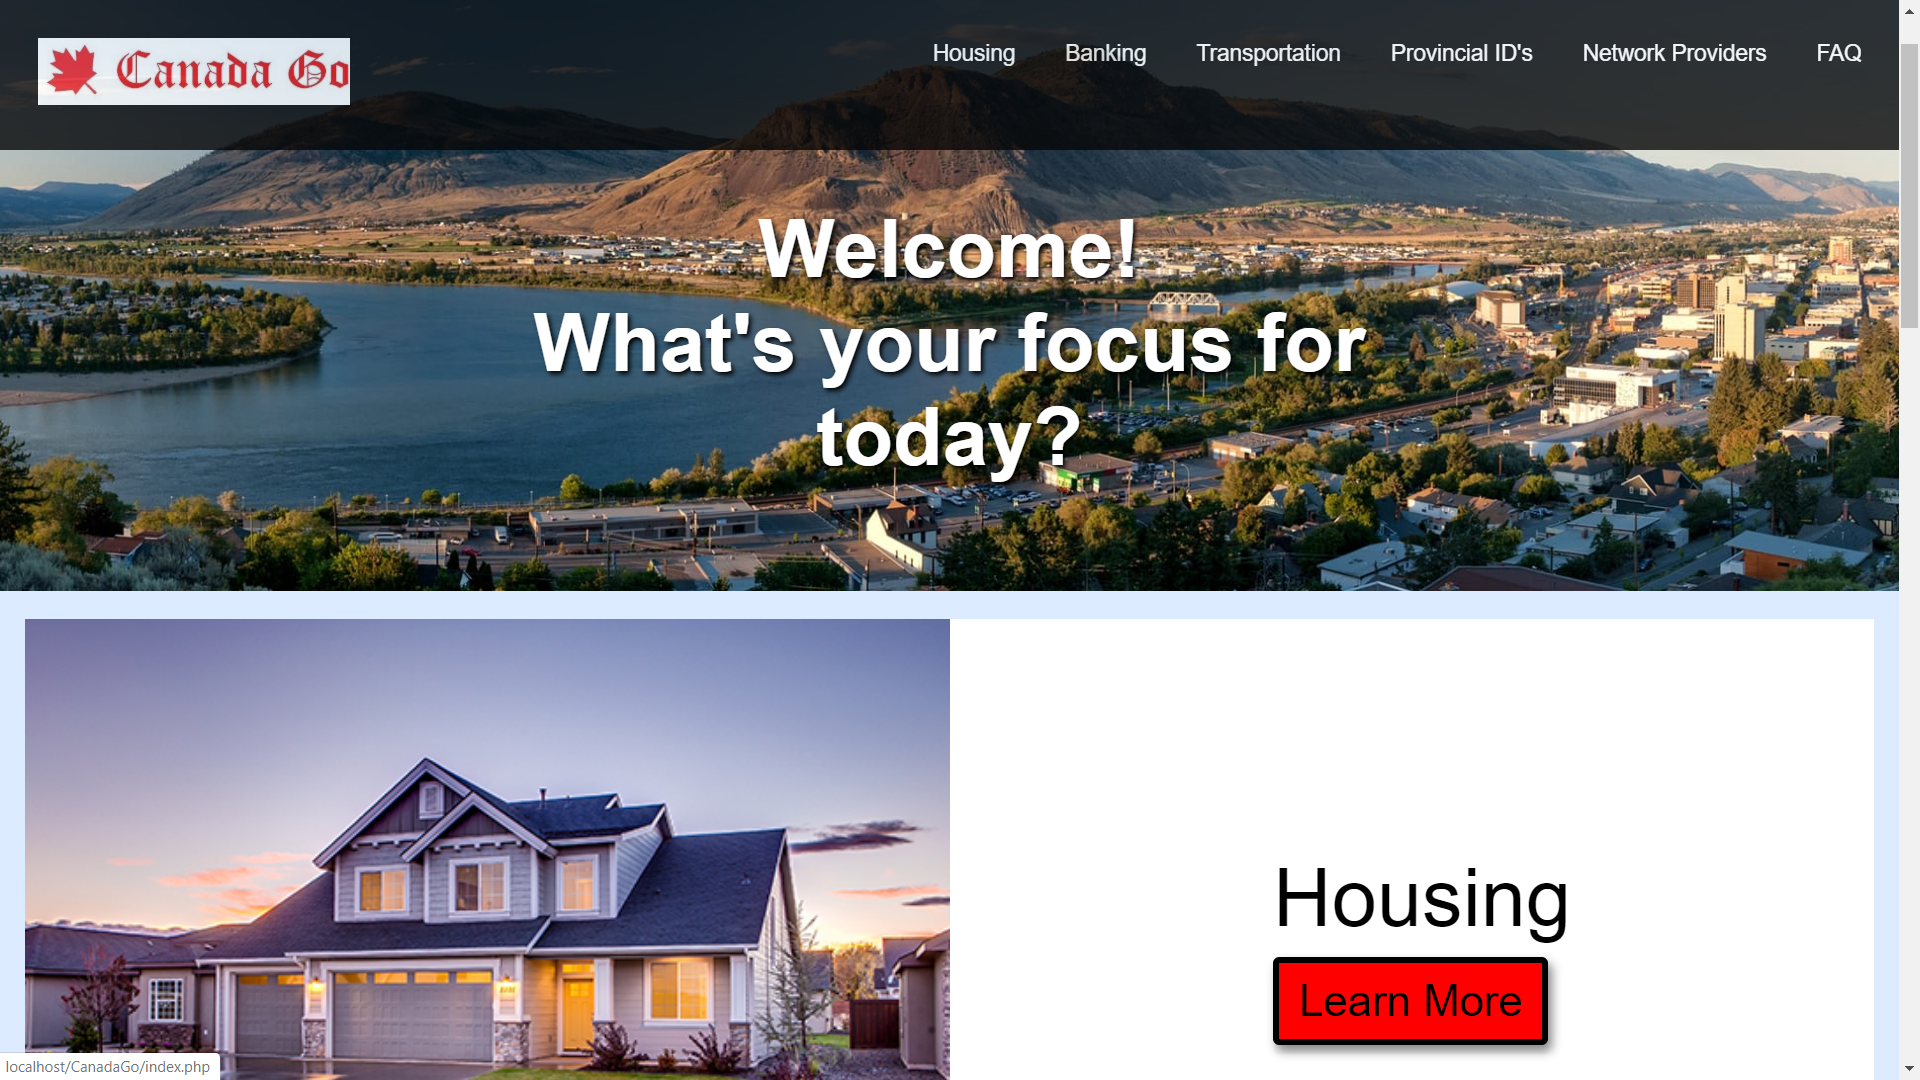 Canada Go
Housing
Banking
Transportation
Provincial ID's
Network Providers
FAQ
Welcome!
What's your focus for
today?
Housing
Learn More
localhost/CanadaGo/index.php